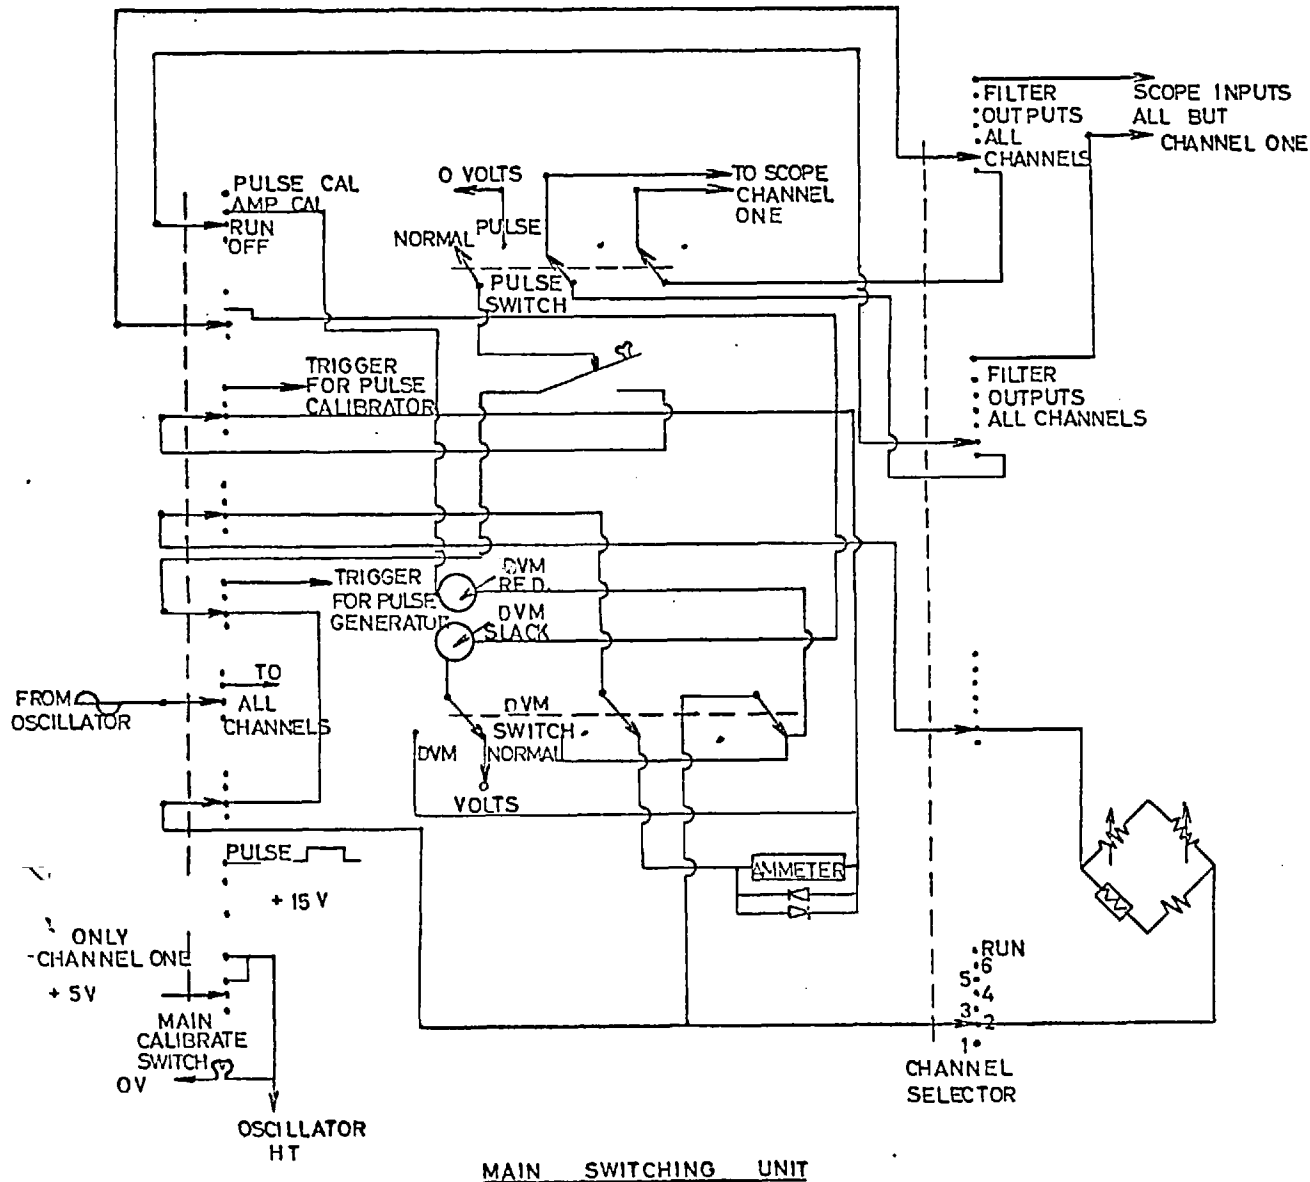 FILTER
OUTPUTS
ALL
CHANNELS
SCOPE INPUTS
ALL BUT
CHANNEL ONE
0 VOLTS
TO SCOPE
CHANNEL
ONE
PULSE CAL
AMP CAL
RUN
OFF
NORMAL
PULSE
PULSE
SWITCH
TRIGGER
FOR PULSE
CALIBRATOR
FILTER
OUTPUTS
ALL CHANNELS
TRIGGER
FOR PULSE
GENERATOR
DVM
RED.
DVM
SLACK
FROM
OSCILLATOR
TO
ALL
CHANNELS
DVM
SWITCH
DVM
NORMAL
VOLTS
AMMETER
PULSE
+ 15 V
ONLY
CHANNEL ONE
+ 5V
MAIN
CALIBRATE
SWITCH
0V
OSCILLATOR
HT
RUN
6
5
4
3
2
1
CHANNEL
SELECTOR
MAIN SWITCHING UNIT